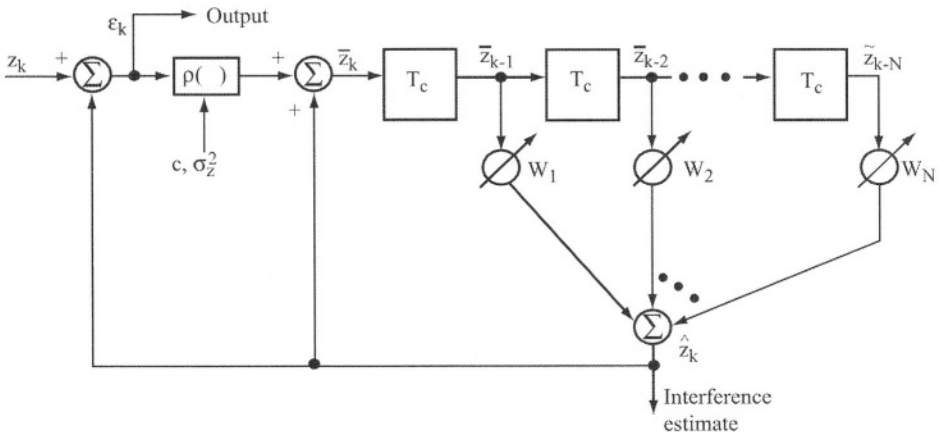 ε_k
Output
z_k
+
Σ
ρ( )
+
Σ
+
z̄_k
T_c
z̄_{k-1}
T_c
z̄_{k-2}
T_c
z̃_{k-N}
c, σ_z^2
W_1
W_2
W_N
Σ
ẑ_k
Interference
estimate